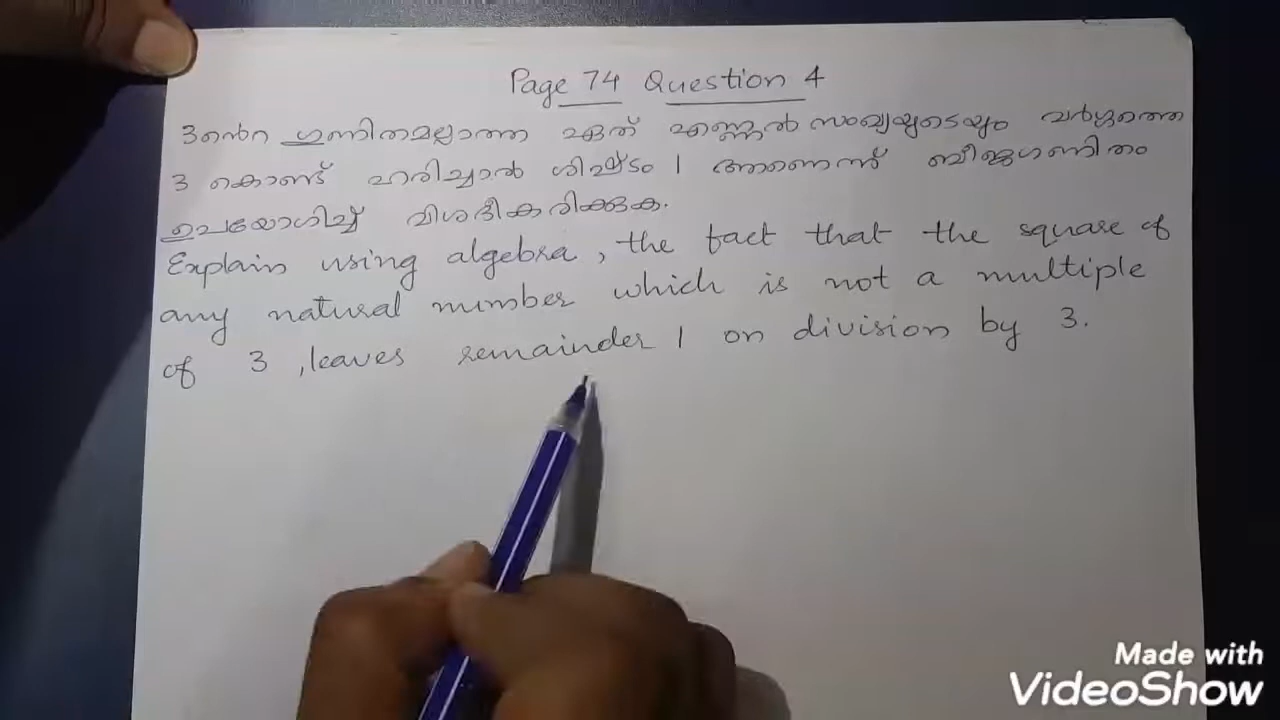 Page 74 Question 4
3ന്റെ ഗുണിതമല്ലാത്ത ഏത് എണ്ണൽ സംഖ്യയുടെയും വർഗ്ഗത്തെ
3 കൊണ്ട് ഹരിച്ചാൽ ശിഷ്ടം 1 ആണെന്ന് ബീജഗണിതം
ഉപയോഗിച്ച് വിശദീകരിക്കുക.
Explain using algebra, the fact that the square of
any natural number which is not a multiple
of 3, leaves remainder 1 on division by 3.
Made with
VideoShow